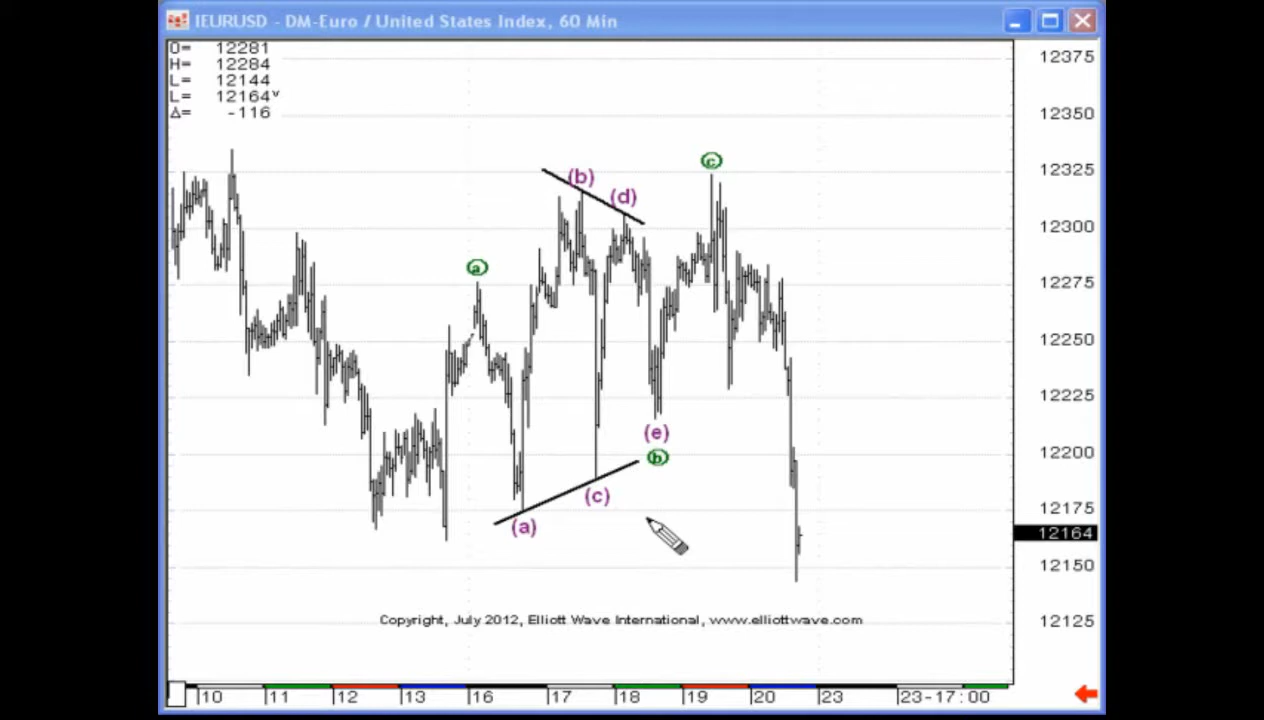 IEURUSD - DM-Euro / United States Index, 60 Min
O= 12281
H= 12284
L= 12144
L= 12164v
Δ= -116
12375
12350
12325
12300
12275
12250
12225
12200
12175
12164
12150
12125
c
(b)
(d)
a
(e)
b
(c)
(a)
Copyright, July 2012, Elliott Wave International, www.elliottwave.com
10 11 12 13 16 17 18 19 20 23 23-17:00